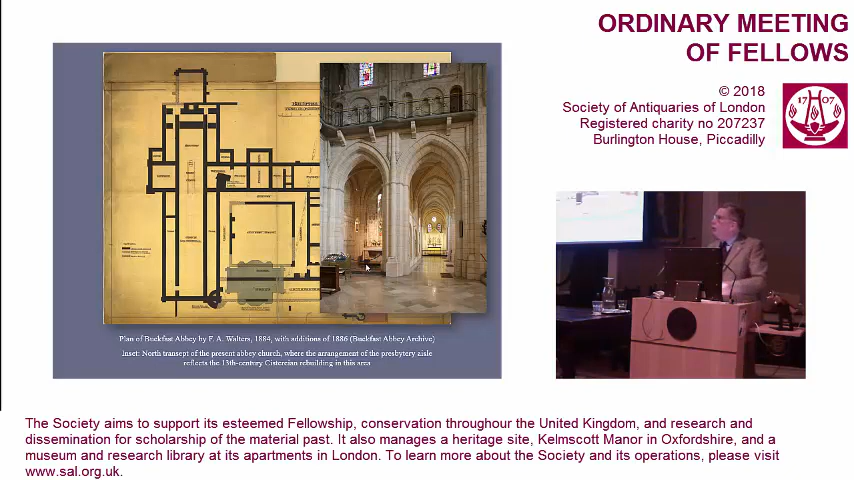 ORDINARY MEETING
OF FELLOWS
© 2018
Society of Antiquaries of London
Registered charity no 207237
Burlington House, Piccadilly
17 07
Plan of Buckfast Abbey by F. A. Walters, 1884, with additions of 1886 (Buckfast Abbey Archive)
Inset: North transept of the present abbey church, where the arrangement of the presbytery aisle
reflects the 13th-century Cistercian rebuilding in this area
The Society aims to support its esteemed Fellowship, conservation throughour the United Kingdom, and research and
dissemination for scholarship of the material past. It also manages a heritage site, Kelmscott Manor in Oxfordshire, and a
museum and research library at its apartments in London. To learn more about the Society and its operations, please visit
www.sal.org.uk.